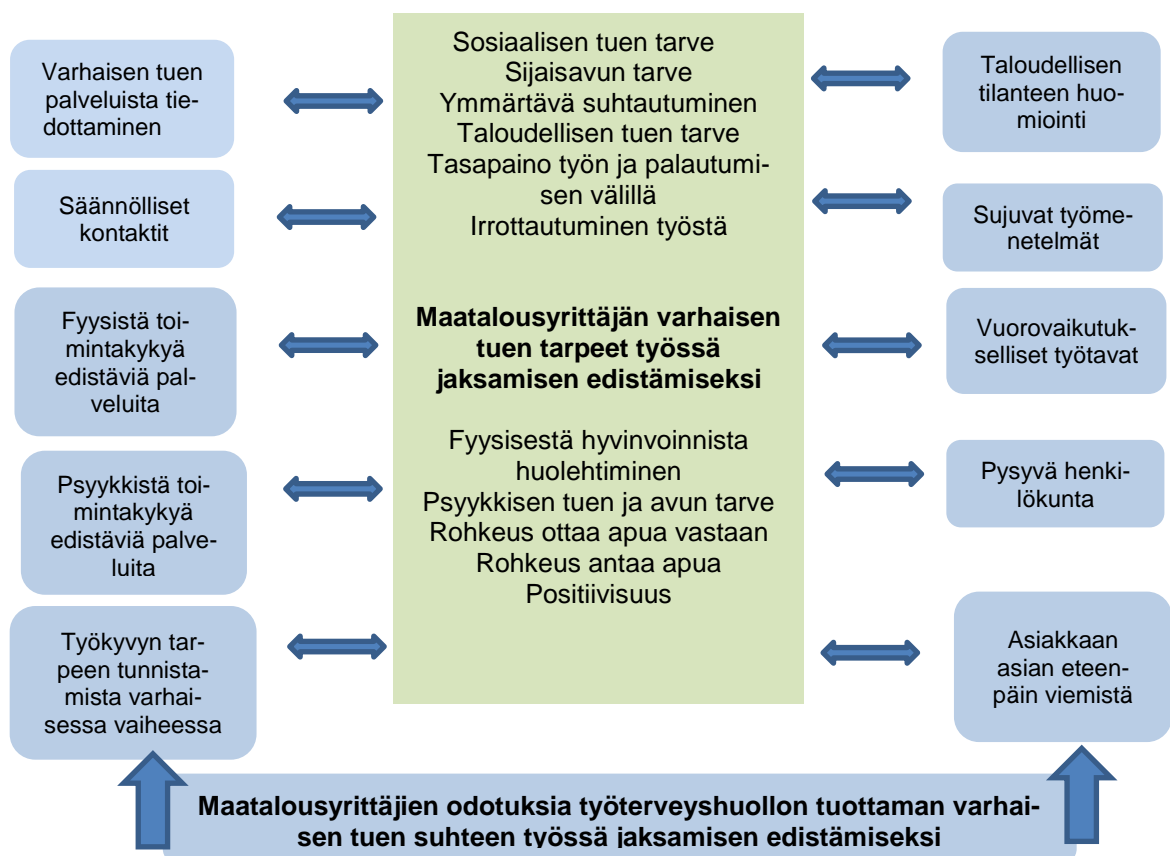 Varhaisen tuen
palveluista tie-
dottaminen
Säännölliset
kontaktit
Fyysistä toi-
mintakykyä
edistäviä pal-
veluita
Psyykkistä toi-
mintakykyä
edistäviä palve-
luita
Työkyvyn tar-
peen tunnista-
mista varhai-
sessa vaiheessa
Sosiaalisen tuen tarve
Sijaisavun tarve
Ymmärtävä suhtautuminen
Taloudellisen tuen tarve
Tasapaino työn ja palautumi-
sen välillä
Irrottautuminen työstä
Maatalousyrittäjän varhaisen
tuen tarpeet työssä
jaksamisen edistämiseksi
Fyysisestä hyvinvoinnista
huolehtiminen
Psyykkisen tuen ja avun tarve
Rohkeus ottaa apua vastaan
Rohkeus antaa apua
Positiivisuus
Taloudellisen
tilanteen huo-
miointi
Sujuvat työme-
netelmät
Vuorovaikutuk-
selliset työtavat
Pysyvä henki-
lökunta
Asiakkaan
asian eteen-
päin viemistä
Maatalousyrittäjien odotuksia työterveyshuollon tuottaman varhai-
sen tuen suhteen työssä jaksamisen edistämiseksi